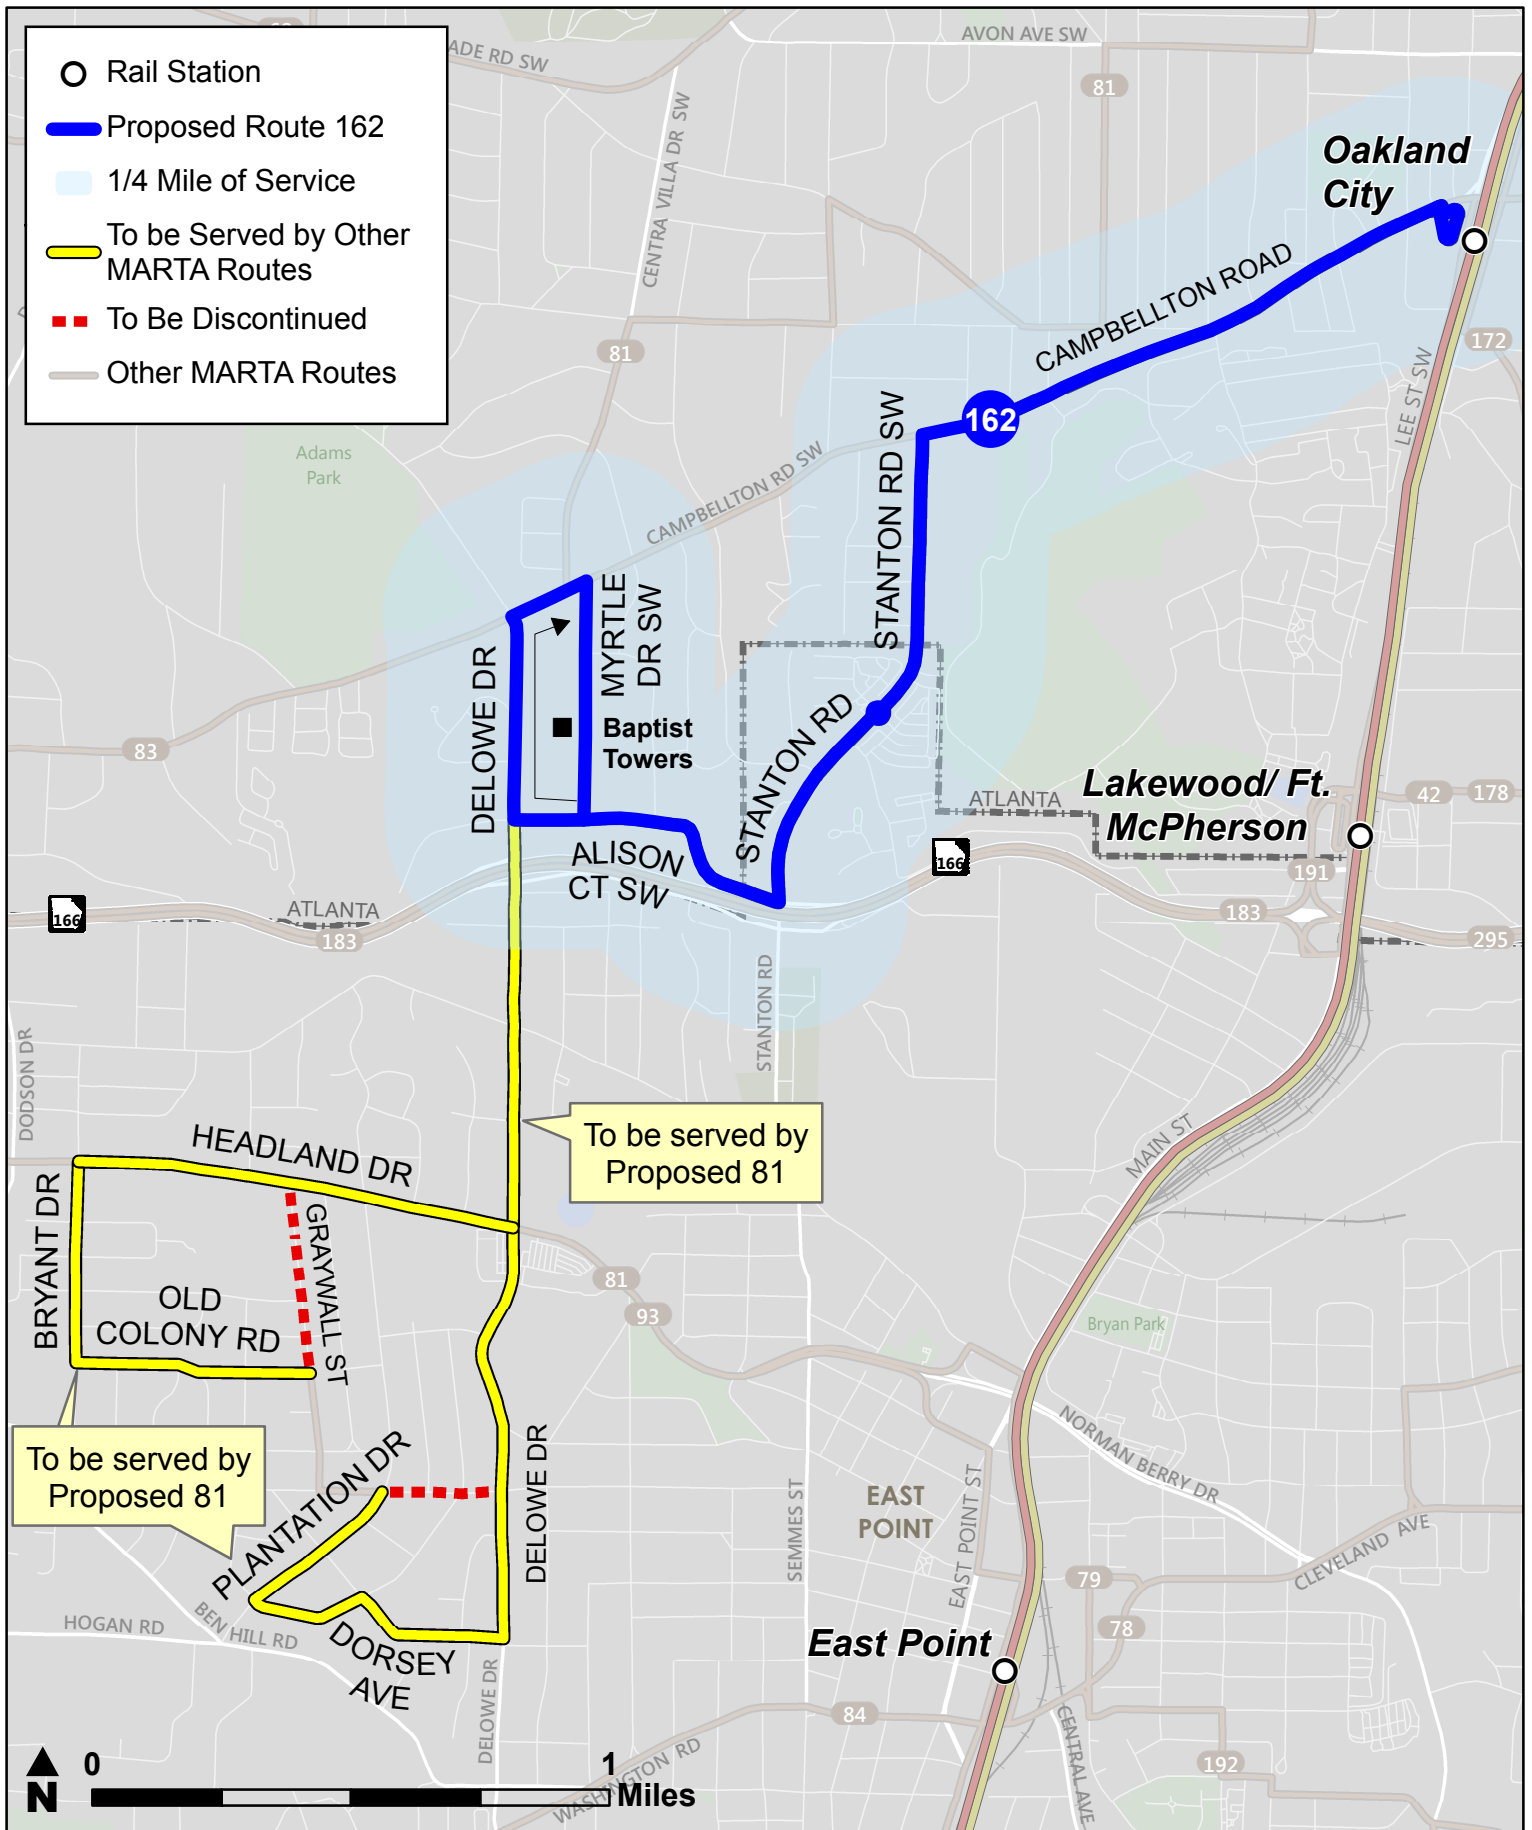 Rail Station
Proposed Route 162
1/4 Mile of Service
To be Served by Other
MARTA Routes
To Be Discontinued
Other MARTA Routes
ADE RD SW
AVON AVE SW
81
CENTRA VILLA DR SW
Oakland
City
CAMPBELLTON ROAD
172
81
LEE ST SW
162
STANTON RD SW
Adams
Park
CAMPBELLTON RD SW
MYRTLE
DR SW
DELOWE DR
Baptist
Towers
STANTON RD
83
Lakewood/ Ft.
McPherson
42
178
ATLANTA
ALISON
CT SW
166
191
166
ATLANTA
183
183
295
STANTON RD
DODSON DR
To be served by
Proposed 81
MAIN ST
HEADLAND DR
BRYANT DR
GRAYWALL ST
OLD
COLONY RD
81
93
Bryan Park
To be served by
Proposed 81
PLANTATION DR
DELOWE DR
NORMAN BERRY DR
EAST
POINT
SEMMES ST
EAST POINT ST
CLEVELAND AVE
79
78
HOGAN RD
BEN HILL RD
DORSEY
AVE
East Point
DELOWE DR
84
CENTRAL AVE
192
WASHINGTON RD
N
0
1
Miles